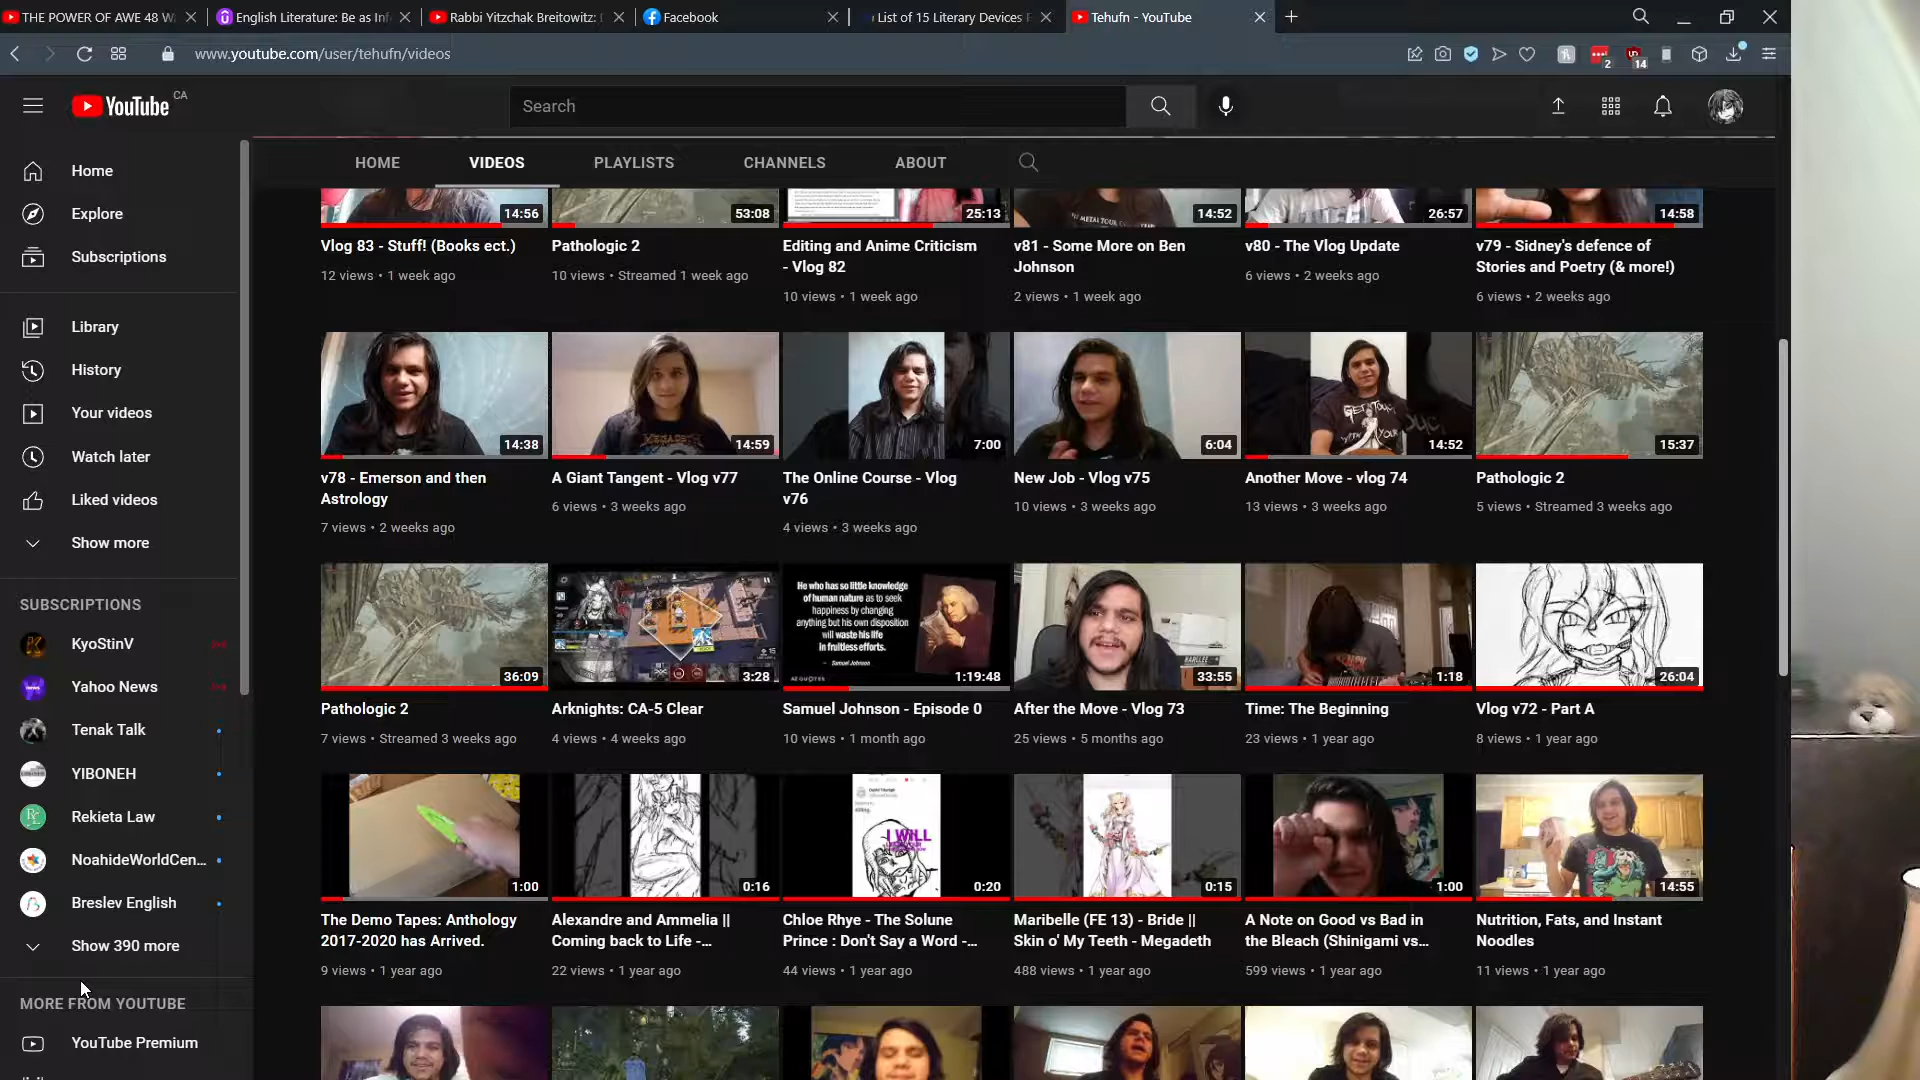 THE POWER OF AWE 48 W
English Literature: Be as Inf
Rabbi Yitzchak Breitowitz:
Facebook
List of 15 Literary Devices
Tehufn - YouTube
www.youtube.com/user/tehufn/videos
2
14
YouTube CA
Search
HOME
VIDEOS
PLAYLISTS
CHANNELS
ABOUT
Home
Explore
Subscriptions
Library
History
Your videos
Watch later
Liked videos
Show more
SUBSCRIPTIONS
KyoStinV
Yahoo News
Tenak Talk
YIBONEH
Rekieta Law
NoahideWorldCen...
Breslev English
Show 390 more
MORE FROM YOUTUBE
YouTube Premium
14:56
53:08
25:13
14:52
26:57
14:58
Vlog 83 - Stuff! (Books ect.)
12 views • 1 week ago
Pathologic 2
10 views • Streamed 1 week ago
Editing and Anime Criticism
- Vlog 82
10 views • 1 week ago
v81 - Some More on Ben
Johnson
2 views • 1 week ago
v80 - The Vlog Update
6 views • 2 weeks ago
v79 - Sidney's defence of
Stories and Poetry (& more!)
6 views • 2 weeks ago
14:38
MEGADETH
14:59
7:00
6:04
14:52
15:37
v78 - Emerson and then
Astrology
7 views • 2 weeks ago
A Giant Tangent - Vlog v77
6 views • 3 weeks ago
The Online Course - Vlog
v76
4 views • 3 weeks ago
New Job - Vlog v75
10 views • 3 weeks ago
Another Move - vlog 74
13 views • 3 weeks ago
Pathologic 2
5 views • Streamed 3 weeks ago
36:09
3:28
He who has so little knowledge
of human nature as to seek
happiness by changing
anything but his own disposition
will waste his life
in fruitless efforts.
— Samuel Johnson
AZ QUOTES
1:19:48
33:55
1:18
26:04
Pathologic 2
7 views • Streamed 3 weeks ago
Arknights: CA-5 Clear
4 views • 4 weeks ago
Samuel Johnson - Episode 0
10 views • 1 month ago
After the Move - Vlog 73
25 views • 5 months ago
Time: The Beginning
23 views • 1 year ago
Vlog v72 - Part A
8 views • 1 year ago
1:00
0:16
I WILL
0:20
0:15
1:00
14:55
The Demo Tapes: Anthology
2017-2020 has Arrived.
9 views • 1 year ago
Alexandre and Ammelia ||
Coming back to Life -...
22 views • 1 year ago
Chloe Rhye - The Solune
Prince : Don't Say a Word -...
44 views • 1 year ago
Maribelle (FE 13) - Bride ||
Skin o' My Teeth - Megadeth
488 views • 1 year ago
A Note on Good vs Bad in
the Bleach (Shinigami vs...
599 views • 1 year ago
Nutrition, Fats, and Instant
Noodles
11 views • 1 year ago